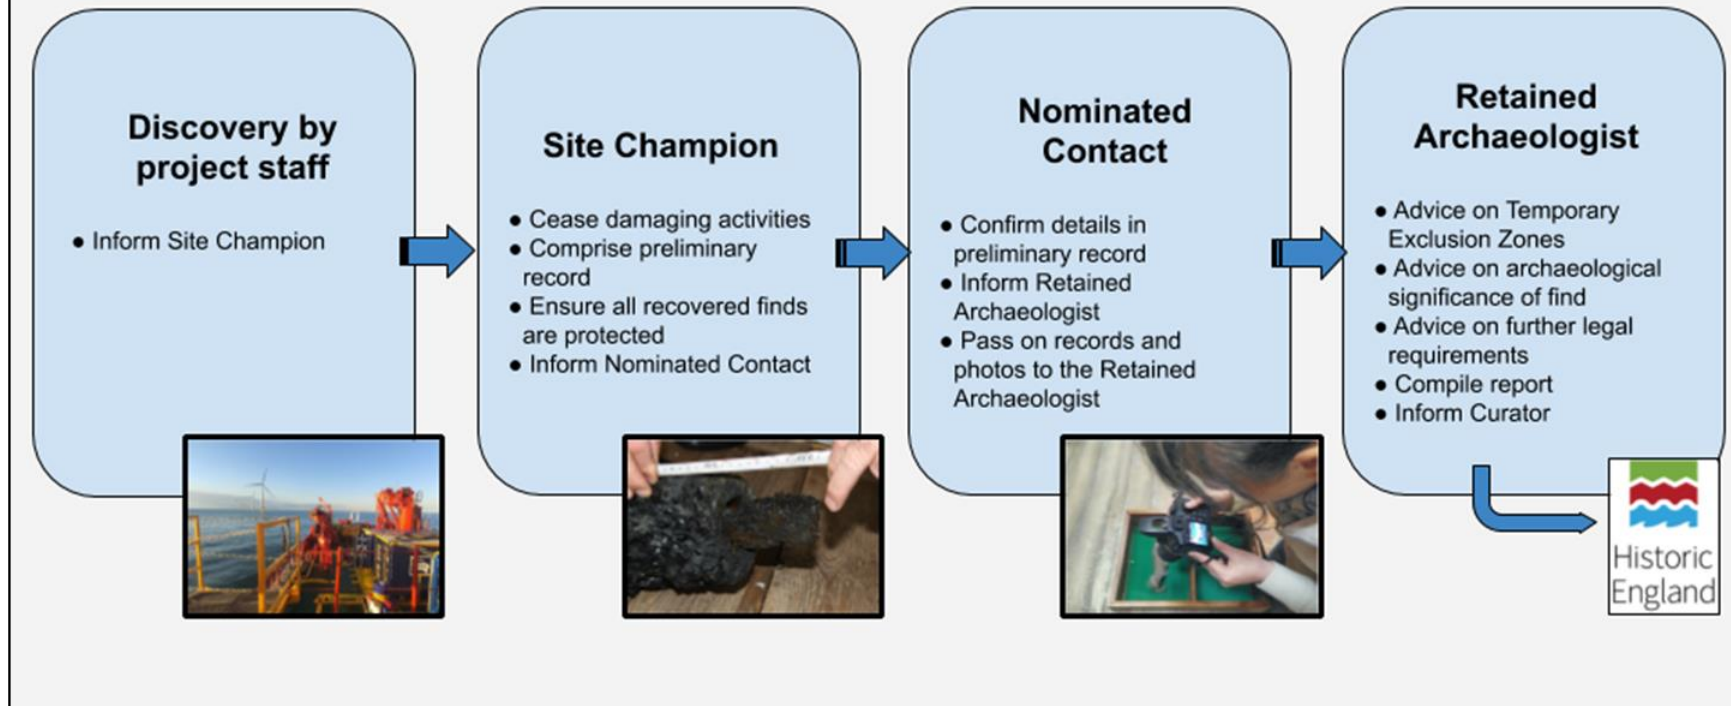 Discovery by
project staff
● Inform Site Champion
Site Champion
● Cease damaging activities
● Comprise preliminary
record
● Ensure all recovered finds
are protected
● Inform Nominated Contact
Nominated
Contact
● Confirm details in
preliminary record
● Inform Retained
Archaeologist
● Pass on records and
photos to the Retained
Archaeologist
Retained
Archaeologist
● Advice on Temporary
Exclusion Zones
● Advice on archaeological
significance of find
● Advice on further legal
requirements
● Compile report
● Inform Curator
Historic
England